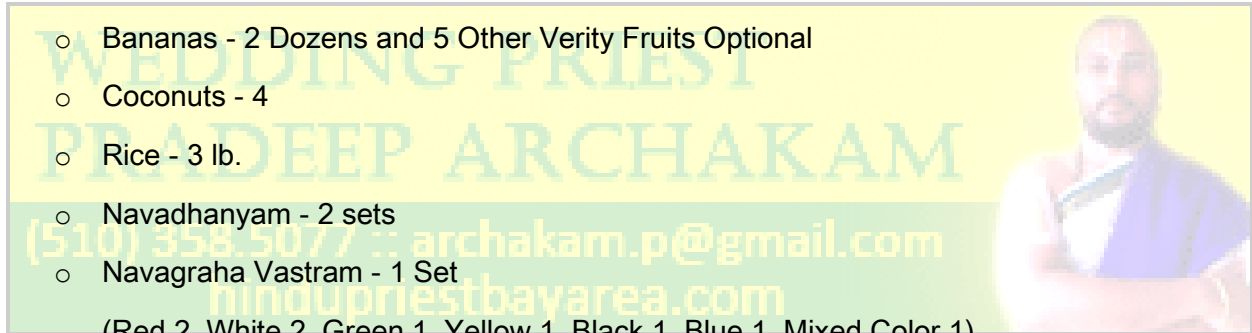 WEDDING PRIEST
PRADEEP ARCHAKAM
(510) 358.5077 :: archakam.p@gmail.com
hindupriestbayarea.com
o Bananas - 2 Dozens and 5 Other Verity Fruits Optional
o Coconuts - 4
o Rice - 3 lb.
o Navadhanyam - 2 sets
o Navagraha Vastram - 1 Set
(Red 2, White 2, Green 1, Yellow 1, Black 1, Blue 1, Mixed Color 1)